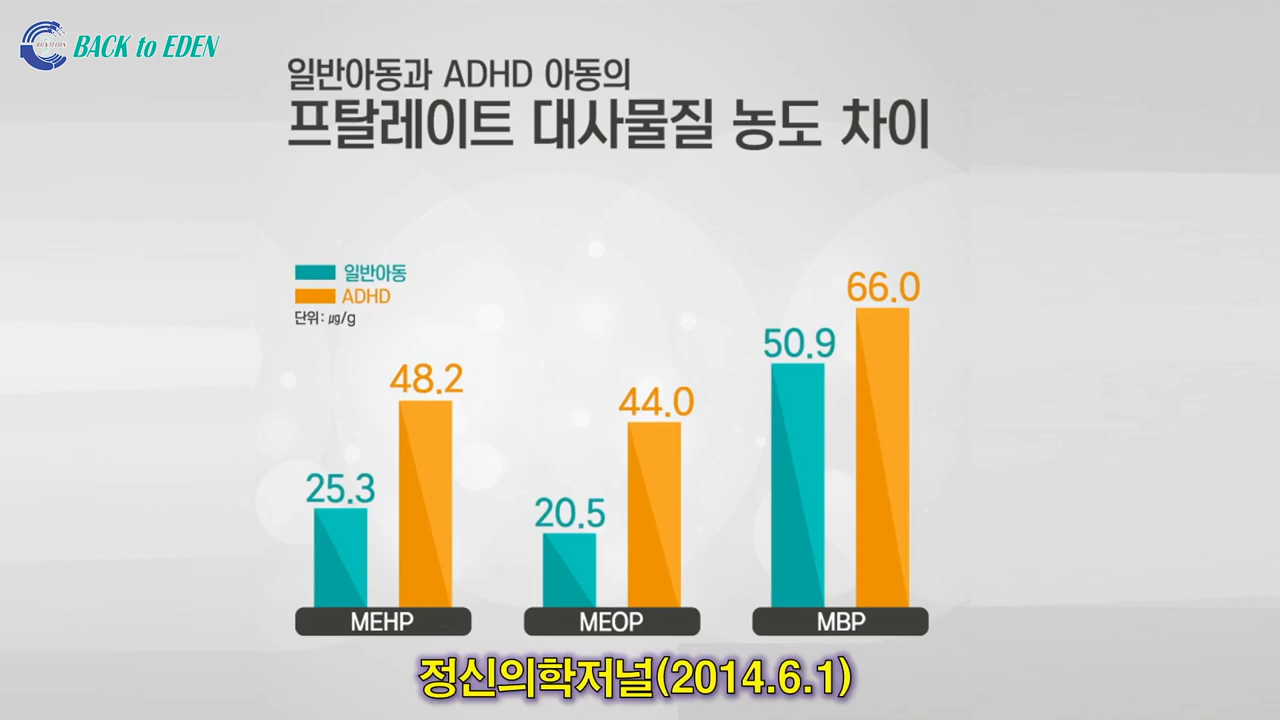 BACK to EDEN
일반아동과 ADHD 아동의
프탈레이트 대사물질 농도 차이
일반아동
ADHD
단위: ㎍/g
25.3
48.2
20.5
44.0
50.9
66.0
MEHP
MEOP
MBP
정신의학저널(2014.6.1)